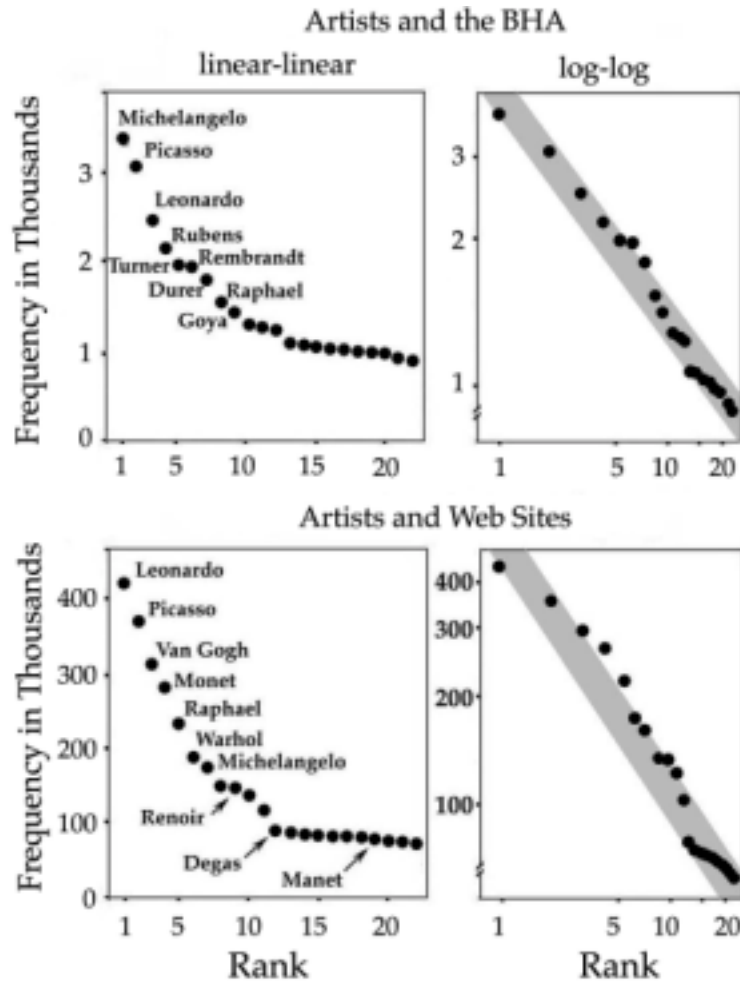 Artists and the BHA
linear-linear
log-log
Frequency in Thousands
3
2
1
0
Michelangelo
Picasso
Leonardo
Rubens
Turner
Rembrandt
Durer
Raphael
Goya
1 5 10 15 20
3
2
1
1 5 10 20
Artists and Web Sites
Frequency in Thousands
400
300
200
100
0
Leonardo
Picasso
Van Gogh
Monet
Raphael
Warhol
Michelangelo
Renoir
Degas
Manet
1 5 10 15 20
Rank
400
300
200
100
1 5 10 20
Rank